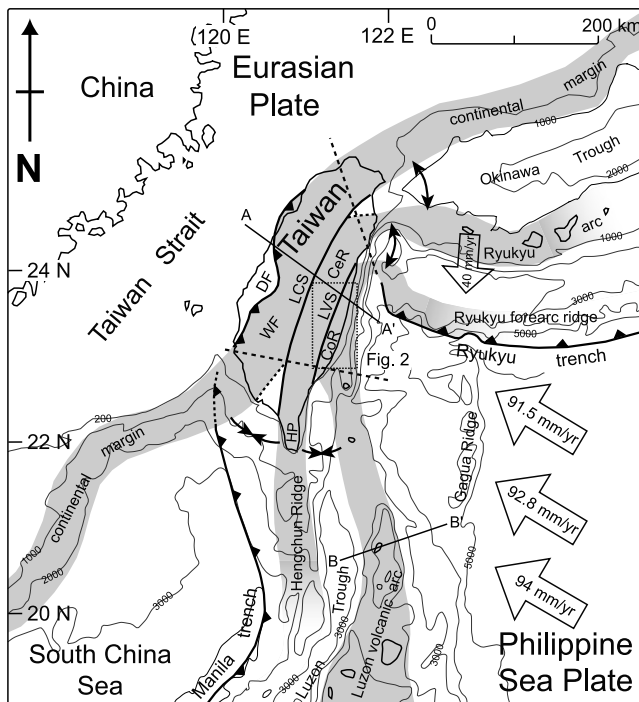 120 E
122 E
0
200 km
China
Eurasian
Plate
continental
margin
1000
N
Okinawa
Trough
2000
Taiwan
Taiwan Strait
A
DF
LCS
CeR
WF
LVS
CoR
A'
Fig. 2
24 N
arc
Ryukyu
1000
40 mm/yr
3000
Ryukyu forearc ridge
5000
Ryukyu
trench
200
22 N
continental
margin
HP
91.5 mm/yr
Gagua Ridge
92.8 mm/yr
Hengchun Ridge
B
B'
5000
1000
2000
3000
Trough
3000
Luzon volcanic arc
94 mm/yr
20 N
South China
Sea
Manila
trench
3000
Luzon
3000
Philippine
Sea Plate